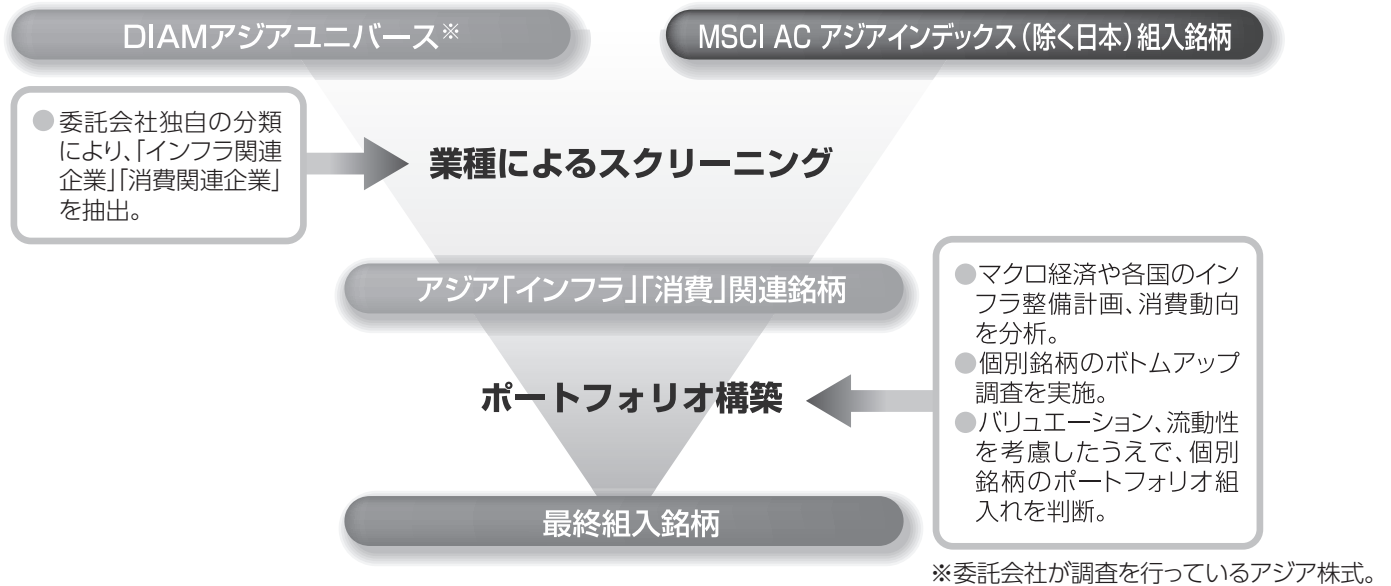 DIAMアジアユニバース※
MSCI AC アジアインデックス(除く日本)組入銘柄
●委託会社独自の分類
により、「インフラ関連
企業」「消費関連企業」
を抽出。
業種によるスクリーニング
アジア「インフラ」「消費」関連銘柄
●マクロ経済や各国のイン
フラ整備計画、消費動向
を分析。
●個別銘柄のボトムアップ
調査を実施。
●バリュエーション、流動性
を考慮したうえで、個別
銘柄のポートフォリオ組
入れを判断。
ポートフォリオ構築
最終組入銘柄
※委託会社が調査を行っているアジア株式。